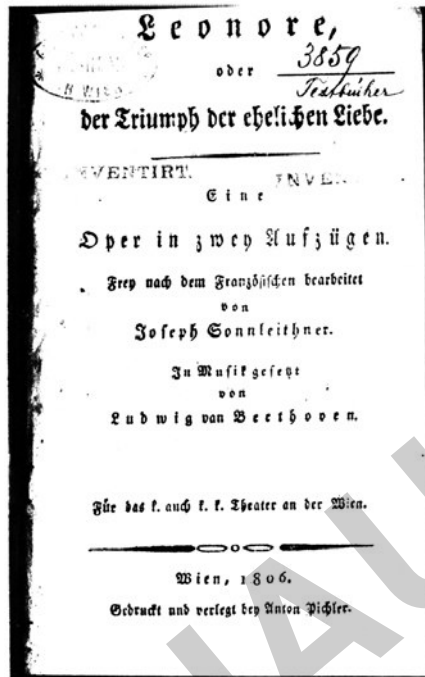 Leonore,
oder
3859
Textbücher
der Triumph der ehelichen Liebe.
INVENTIRT.
Eine
Oper in zwey Aufzügen.
Frey nach dem Französischen bearbeitet
von
Joseph Sonnleithner.
In Musik gesetzt
von
Ludwig van Beethoven.
Für das k. auch k. k. Theater an der Wien.
Wien, 1806.
Gedruckt und verlegt bey Anton Pichler.